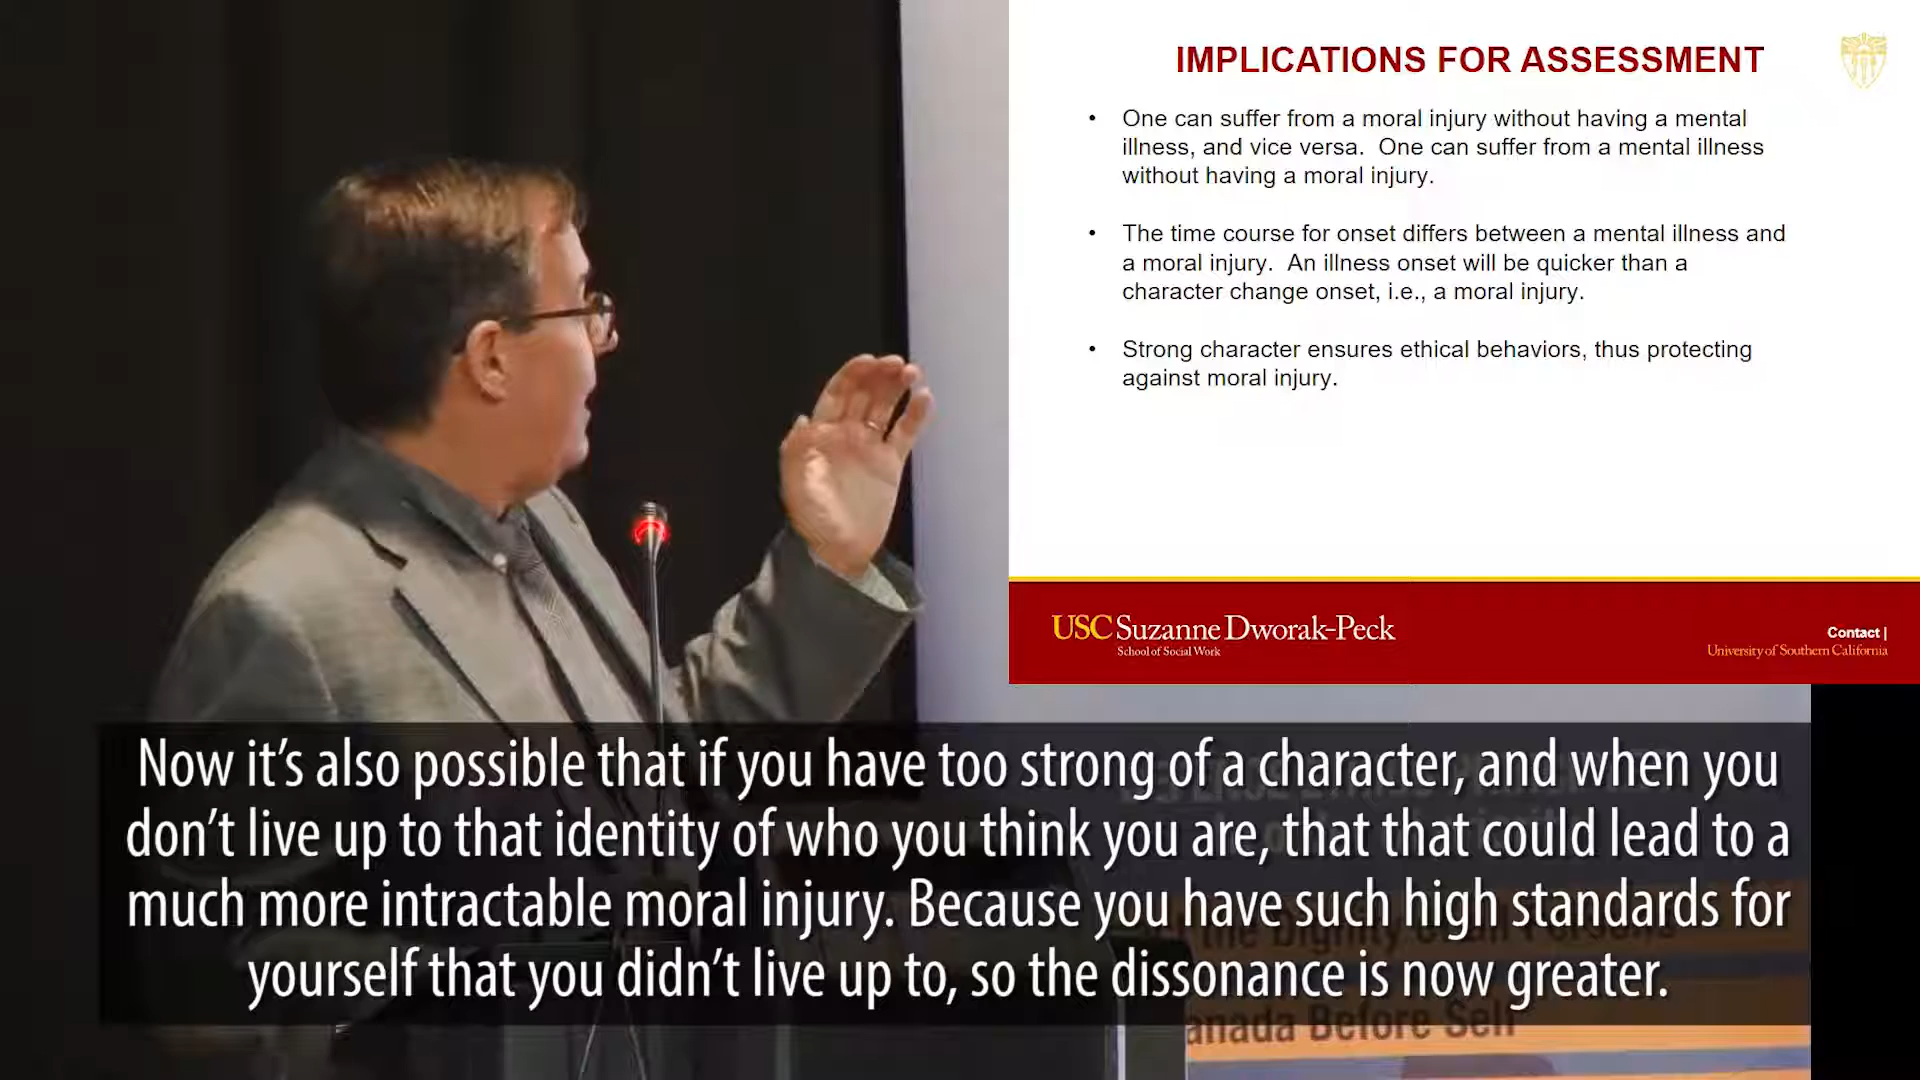 IMPLICATIONS FOR ASSESSMENT
• One can suffer from a moral injury without having a mental
illness, and vice versa.  One can suffer from a mental illness
without having a moral injury.
• The time course for onset differs between a mental illness and
a moral injury.  An illness onset will be quicker than a
character change onset, i.e., a moral injury.
• Strong character ensures ethical behaviors, thus protecting
against moral injury.
USC Suzanne Dworak-Peck
School of Social Work
Contact |
University of Southern California
Now it’s also possible that if you have too strong of a character, and when you
don’t live up to that identity of who you think you are, that that could lead to a
much more intractable moral injury. Because you have such high standards for
yourself that you didn’t live up to, so the dissonance is now greater.
the Dignity of all Persons
anada Before Self